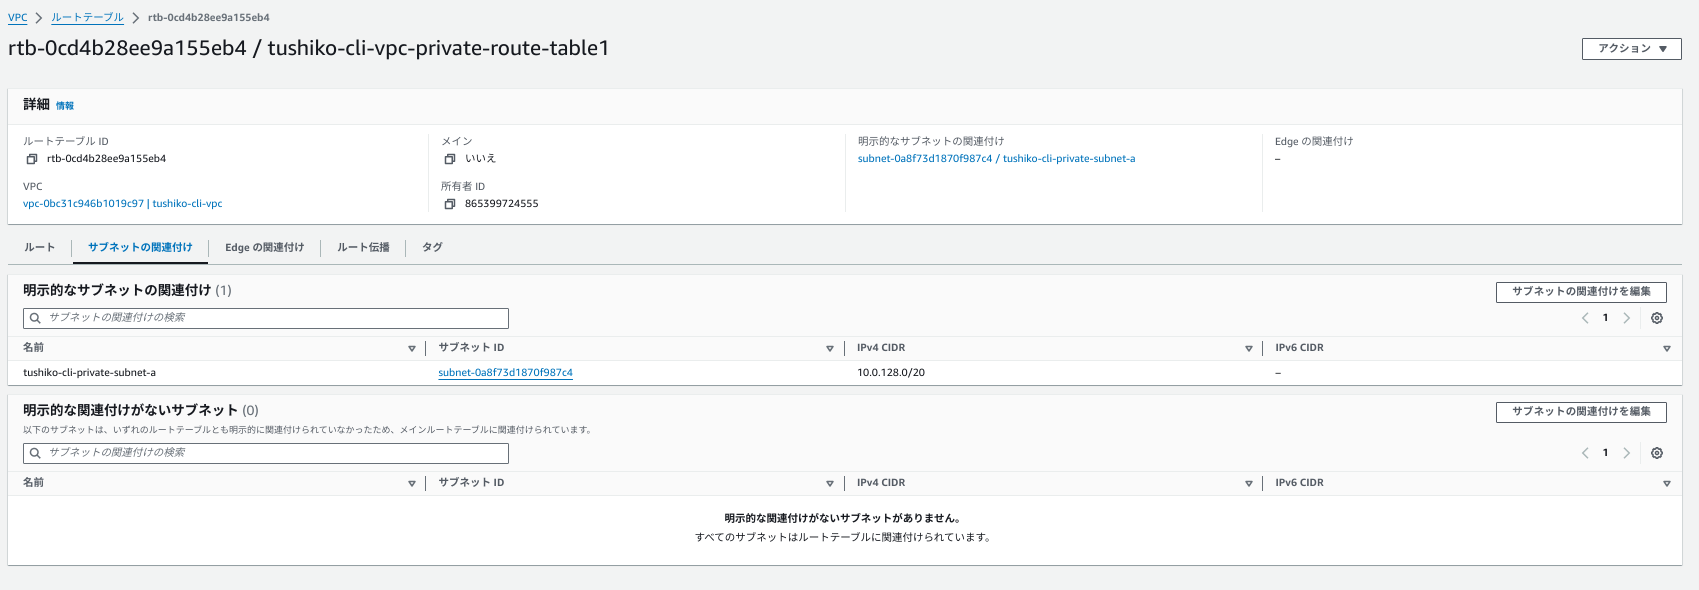 VPC > ルートテーブル > rtb-0cd4b28ee9a155eb4
rtb-0cd4b28ee9a155eb4 / tushiko-cli-vpc-private-route-table1
アクション ▼
詳細 情報
ルートテーブル ID
rtb-0cd4b28ee9a155eb4
VPC
vpc-0bc31c946b1019c97 | tushiko-cli-vpc
メイン
いいえ
所有者 ID
865399724555
明示的なサブネットの関連付け
subnet-0a8f73d1870f987c4 / tushiko-cli-private-subnet-a
Edge の関連付け
–
ルート サブネットの関連付け Edge の関連付け ルート伝播 タグ
明示的なサブネットの関連付け (1)
サブネットの関連付けを編集
サブネットの関連付けの検索
1
名前 サブネット ID IPv4 CIDR IPv6 CIDR
tushiko-cli-private-subnet-a subnet-0a8f73d1870f987c4 10.0.128.0/20 –
明示的な関連付けがないサブネット (0)
サブネットの関連付けを編集
以下のサブネットは、いずれのルートテーブルとも明示的に関連付けられていなかったため、メインルートテーブルに関連付けられています。
サブネットの関連付けの検索
1
名前 サブネット ID IPv4 CIDR IPv6 CIDR
明示的な関連付けがないサブネットがありません。
すべてのサブネットはルートテーブルに関連付けられています。